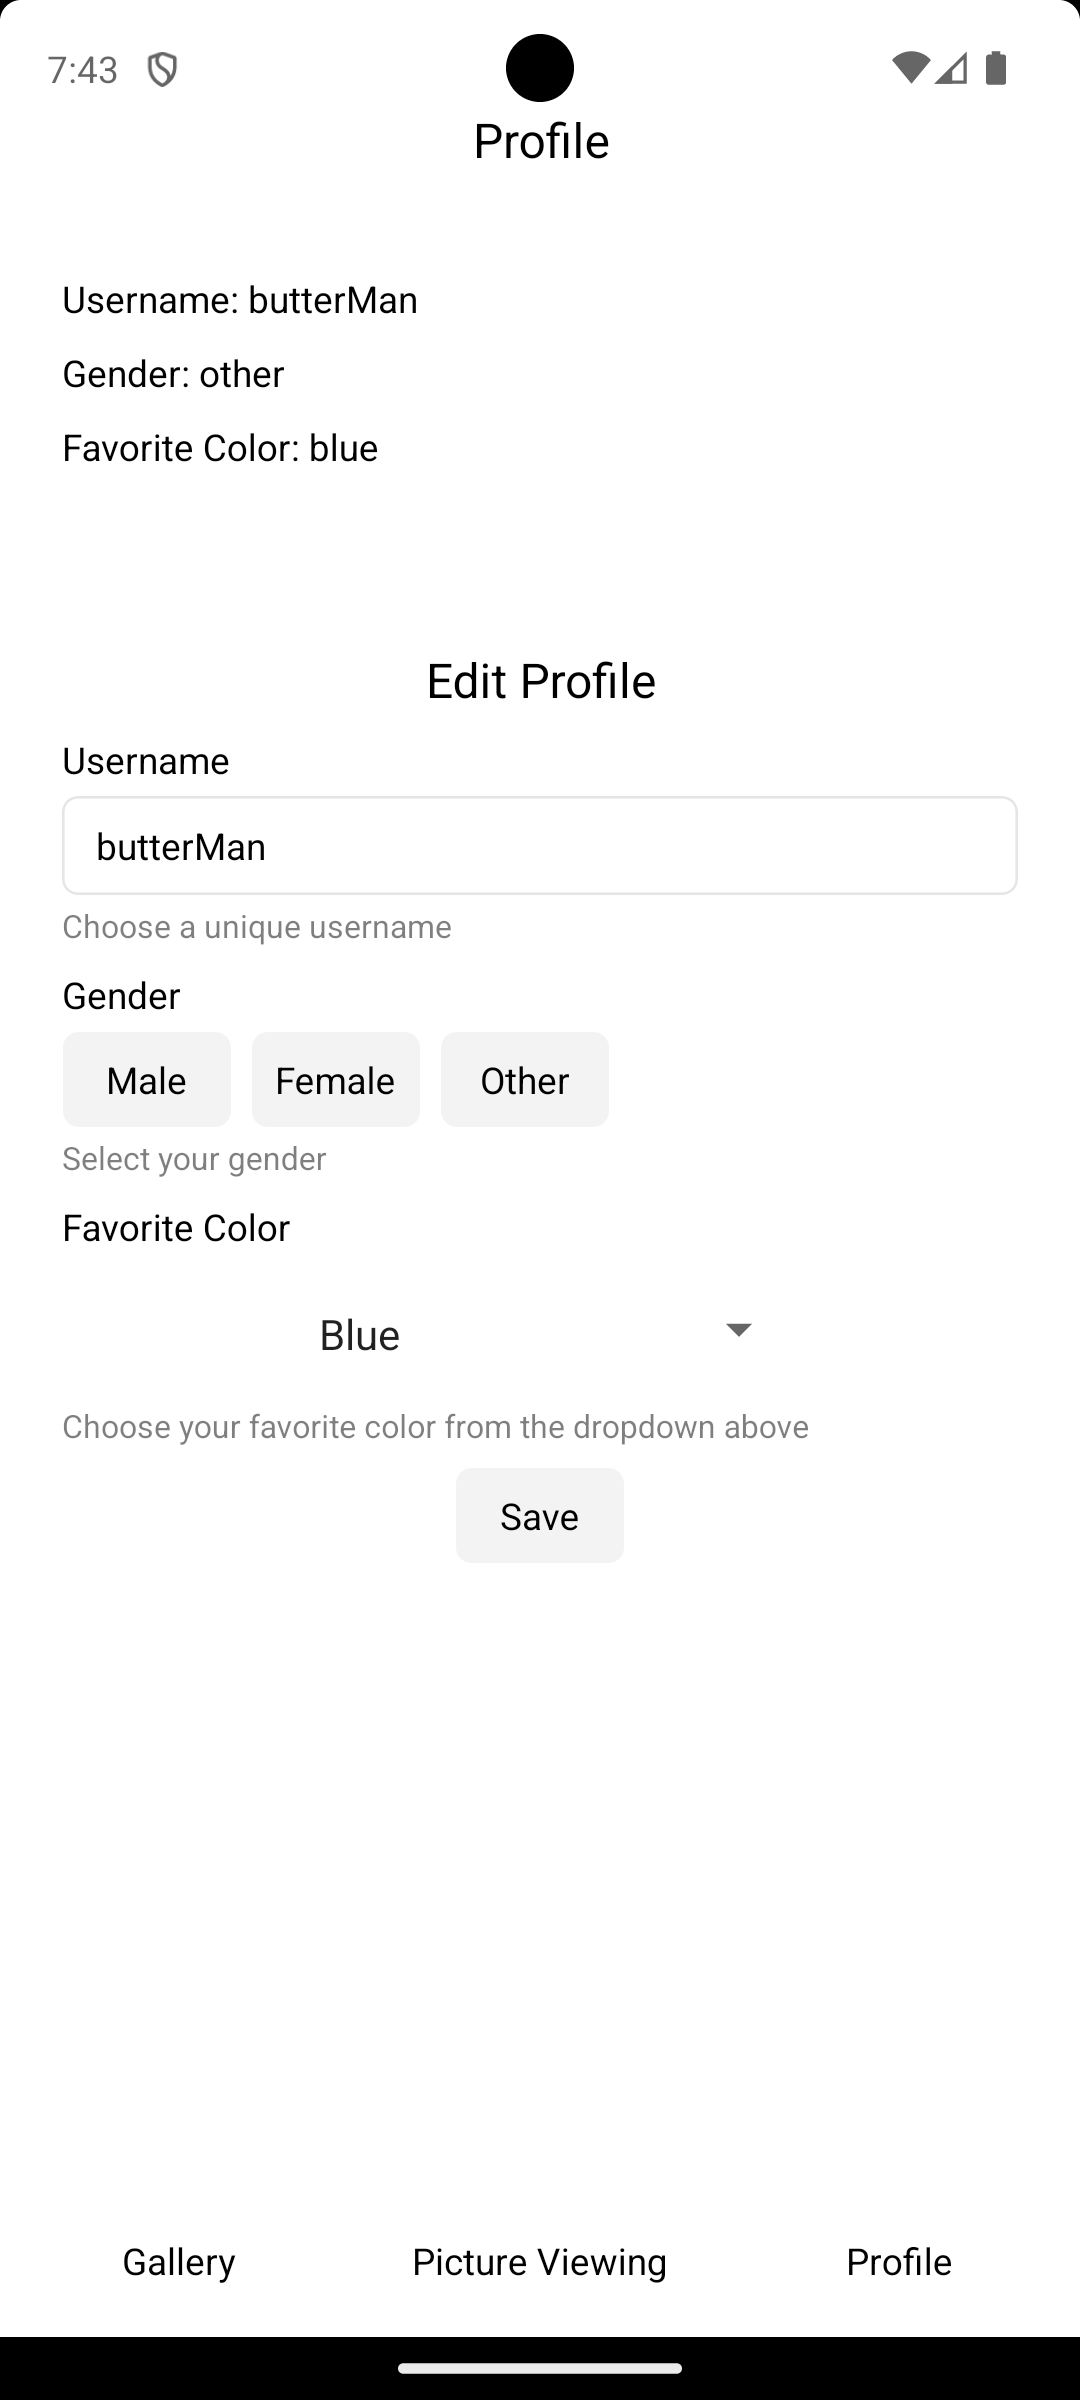 7:43
Profile
Username: butterMan
Gender: other
Favorite Color: blue
Edit Profile
Username
butterMan
Choose a unique username
Gender
Male Female Other
Select your gender
Favorite Color
Blue
Choose your favorite color from the dropdown above
Save
Gallery Picture Viewing Profile